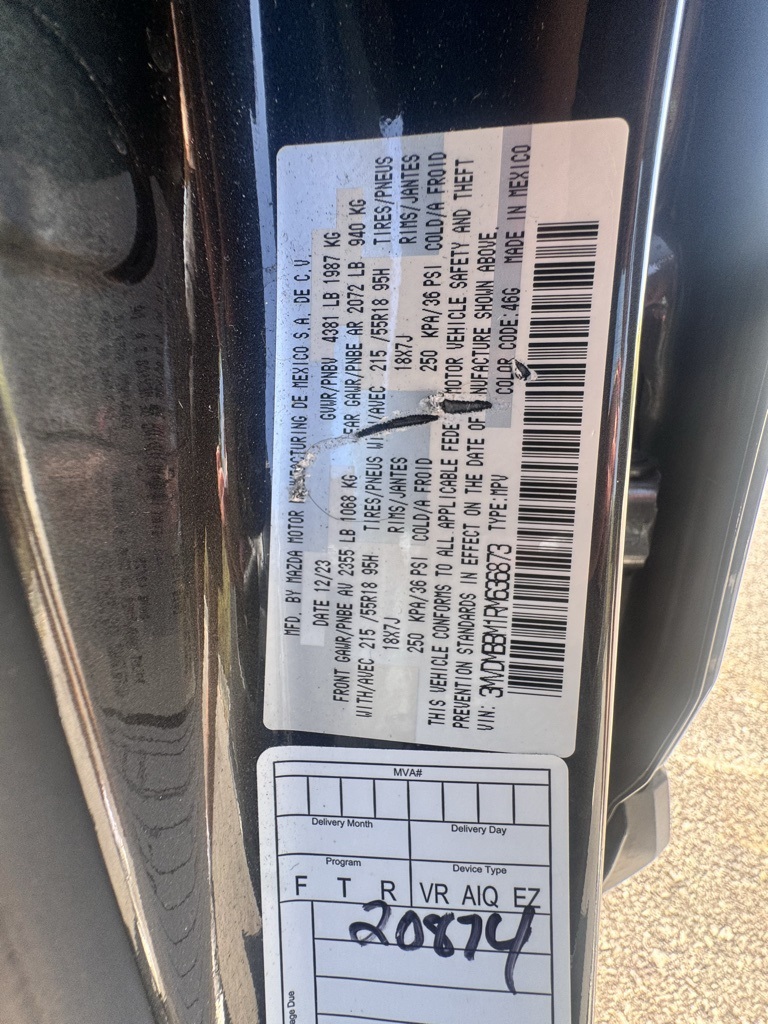 MFD. BY MAZDA MOTOR DE MEXICO S.A. DE C.V.
DATE 12/23 GVWR/PNBV 4381 LB 1987 KG
FRONT GAWR/PNBE AV 2355 LB 1068 KG EAR GAWR/PNBE AR 2072 LB 940 KG
WITH/AVEC 215 /55R18 95H TIRES/PNEUS /AVEC 215 /55R18 95H TIRES/PNEUS
18X7J RIMS/JANTES 18X7J RIMS/JANTES
250 KPA/36 PSI COLD/A FROID 250 KPA/36 PSI COLD/A FROID
THIS VEHICLE CONFORMS TO ALL APPLICABLE FEDE MOTOR VEHICLE SAFETY AND THEFT
PREVENTION STANDARDS IN EFFECT ON THE DATE OF NUFACTURE SHOWN ABOVE.
VIN: 3MVDMBBM1RM636873 TYPE:MPV COLOR CODE:46G MADE IN MEXICO
MVA#
Delivery Month Delivery Day
Program Device Type
F T R VR AIQ EZ
20874
age Due